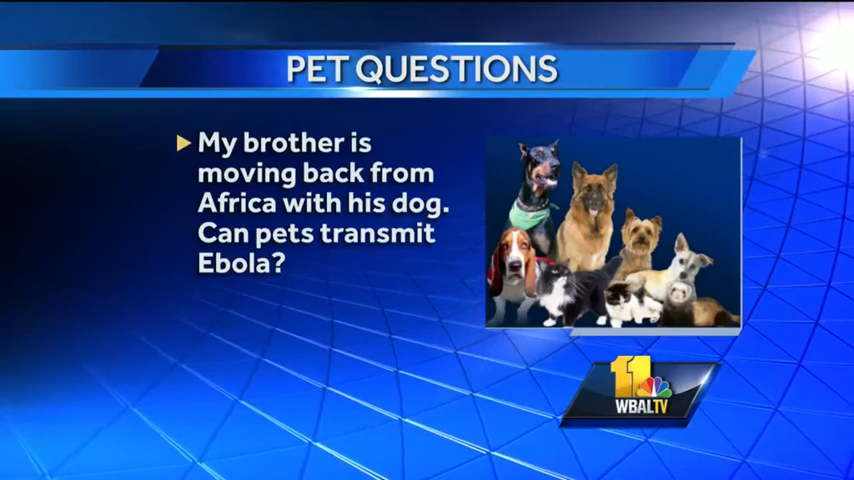 PET QUESTIONS
My brother is
moving back from
Africa with his dog.
Can pets transmit
Ebola?
11
WBALTV